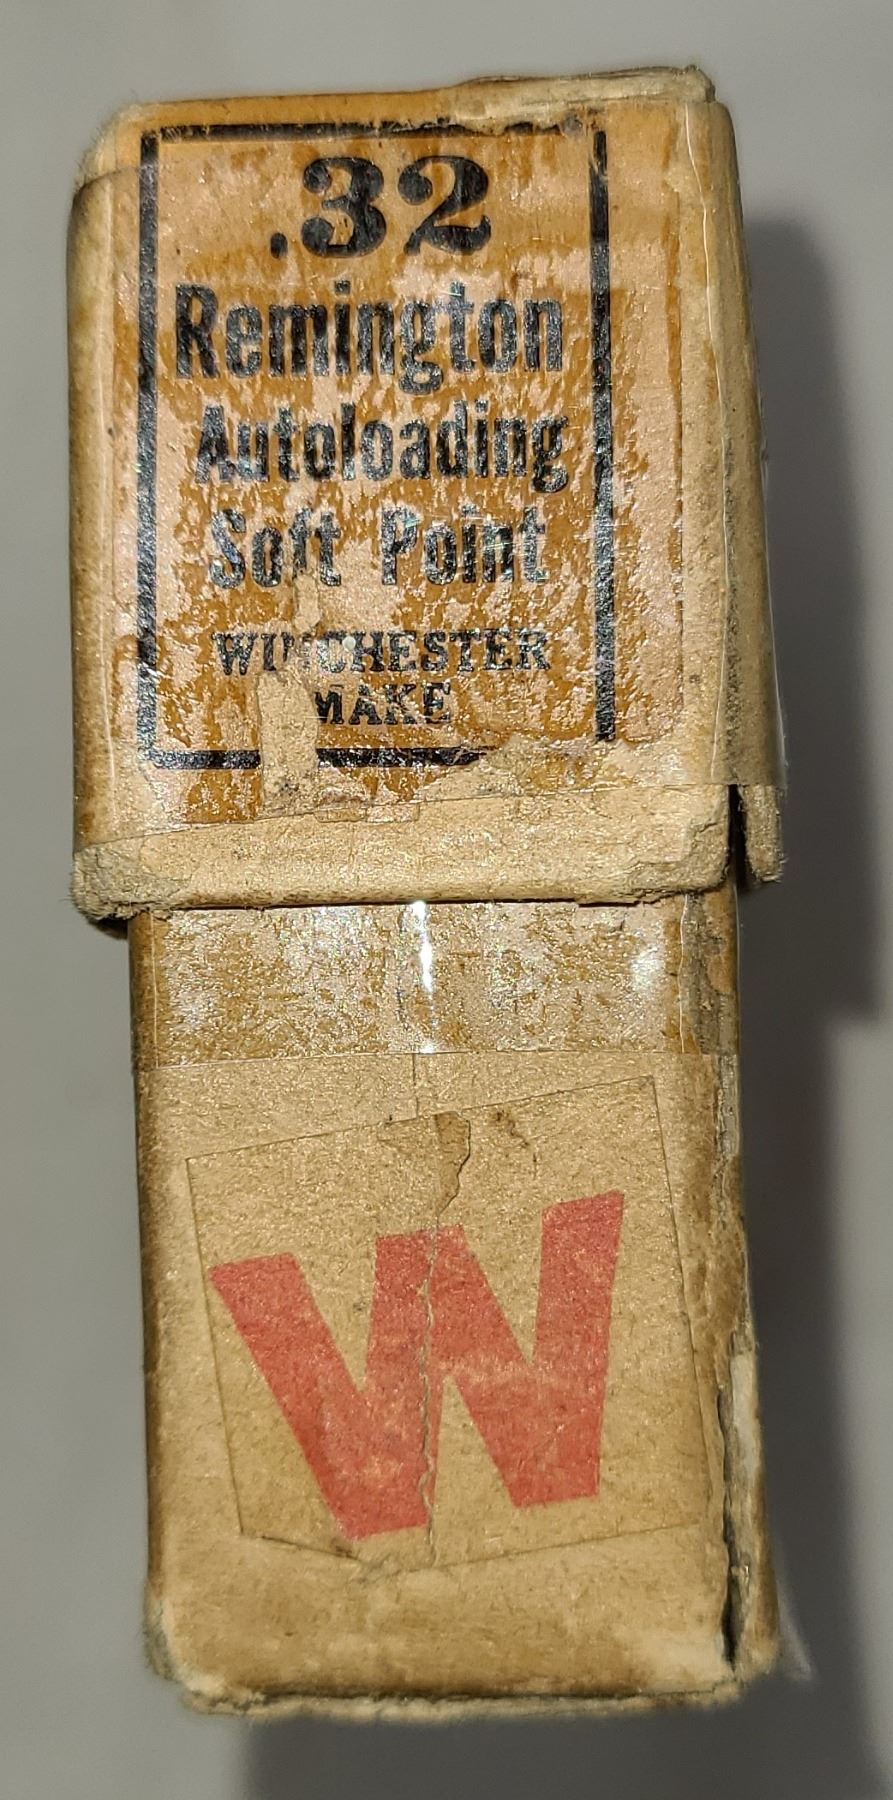 .32
Remington
Autoloading
Soft Point
WINCHESTER
MAKE
W